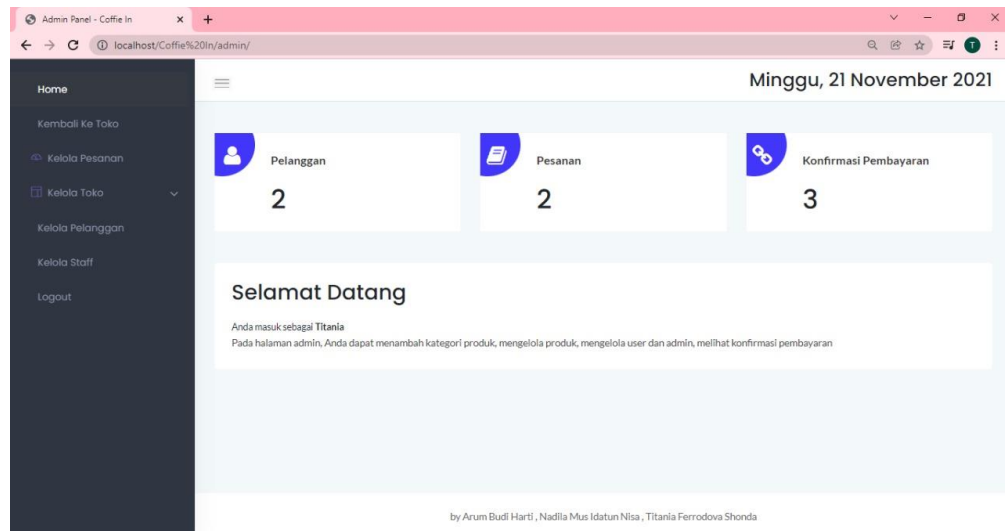 Admin Panel - Coffie In
localhost/Coffie%20In/admin/
T
Home
Kembali Ke Toko
Kelola Pesanan
Kelola Toko
Kelola Pelanggan
Kelola Staff
Logout
Minggu, 21 November 2021
Pelanggan
2
Pesanan
2
Konfirmasi Pembayaran
3
Selamat Datang
Anda masuk sebagai Titania
Pada halaman admin, Anda dapat menambah kategori produk, mengelola produk, mengelola user dan admin, melihat konfirmasi pembayaran
by Arum Budi Harti , Nadila Mus Idatun Nisa , Titania Ferrodova Shonda